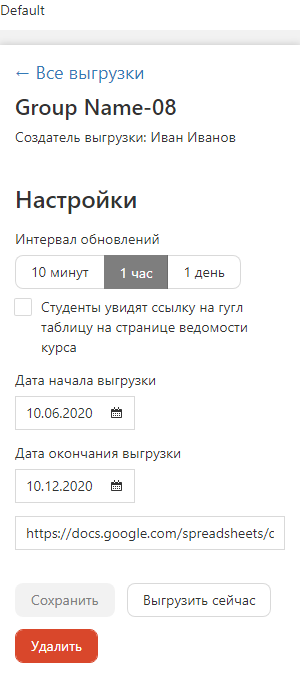 Default
← Все выгрузки
Group Name-08
Создатель выгрузки: Иван Иванов
Настройки
Интервал обновлений
10 минут 1 час 1 день
Студенты увидят ссылку на гугл
таблицу на странице ведомости
курса
Дата начала выгрузки
10.06.2020
Дата окончания выгрузки
10.12.2020
https://docs.google.com/spreadsheets/c
Сохранить Выгрузить сейчас
Удалить